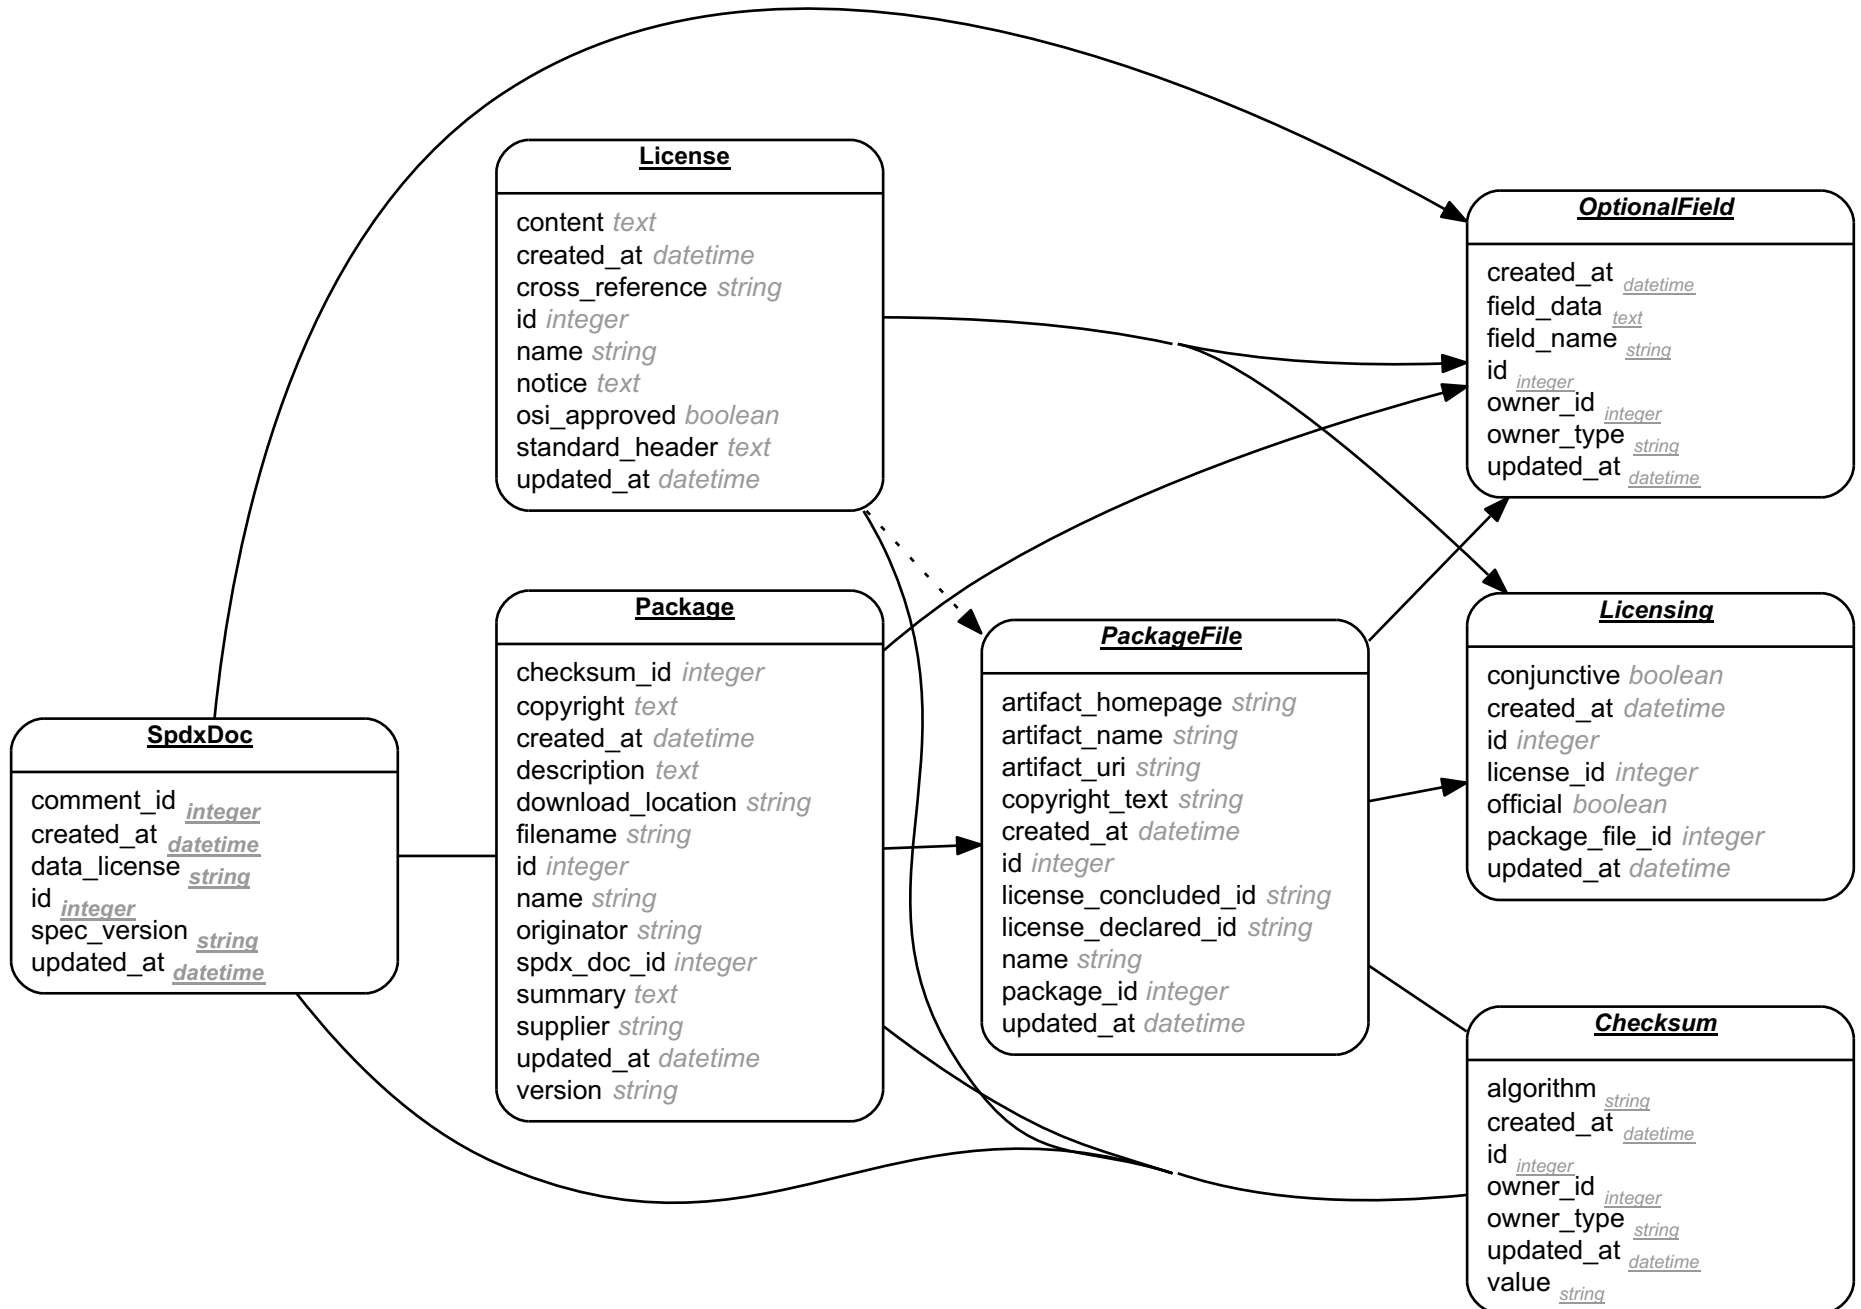 License
content text
created_at datetime
cross_reference string
id integer
name string
notice text
osi_approved boolean
standard_header text
updated_at datetime
OptionalField
created_at datetime
field_data text
field_name string
id integer
owner_id integer
owner_type string
updated_at datetime
Package
checksum_id integer
copyright text
created_at datetime
description text
download_location string
filename string
id integer
name string
originator string
spdx_doc_id integer
summary text
supplier string
updated_at datetime
version string
PackageFile
artifact_homepage string
artifact_name string
artifact_uri string
copyright_text string
created_at datetime
id integer
license_concluded_id string
license_declared_id string
name string
package_id integer
updated_at datetime
Licensing
conjunctive boolean
created_at datetime
id integer
license_id integer
official boolean
package_file_id integer
updated_at datetime
SpdxDoc
comment_id integer
created_at datetime
data_license string
id integer
spec_version string
updated_at datetime
Checksum
algorithm string
created_at datetime
id integer
owner_id integer
owner_type string
updated_at datetime
value string